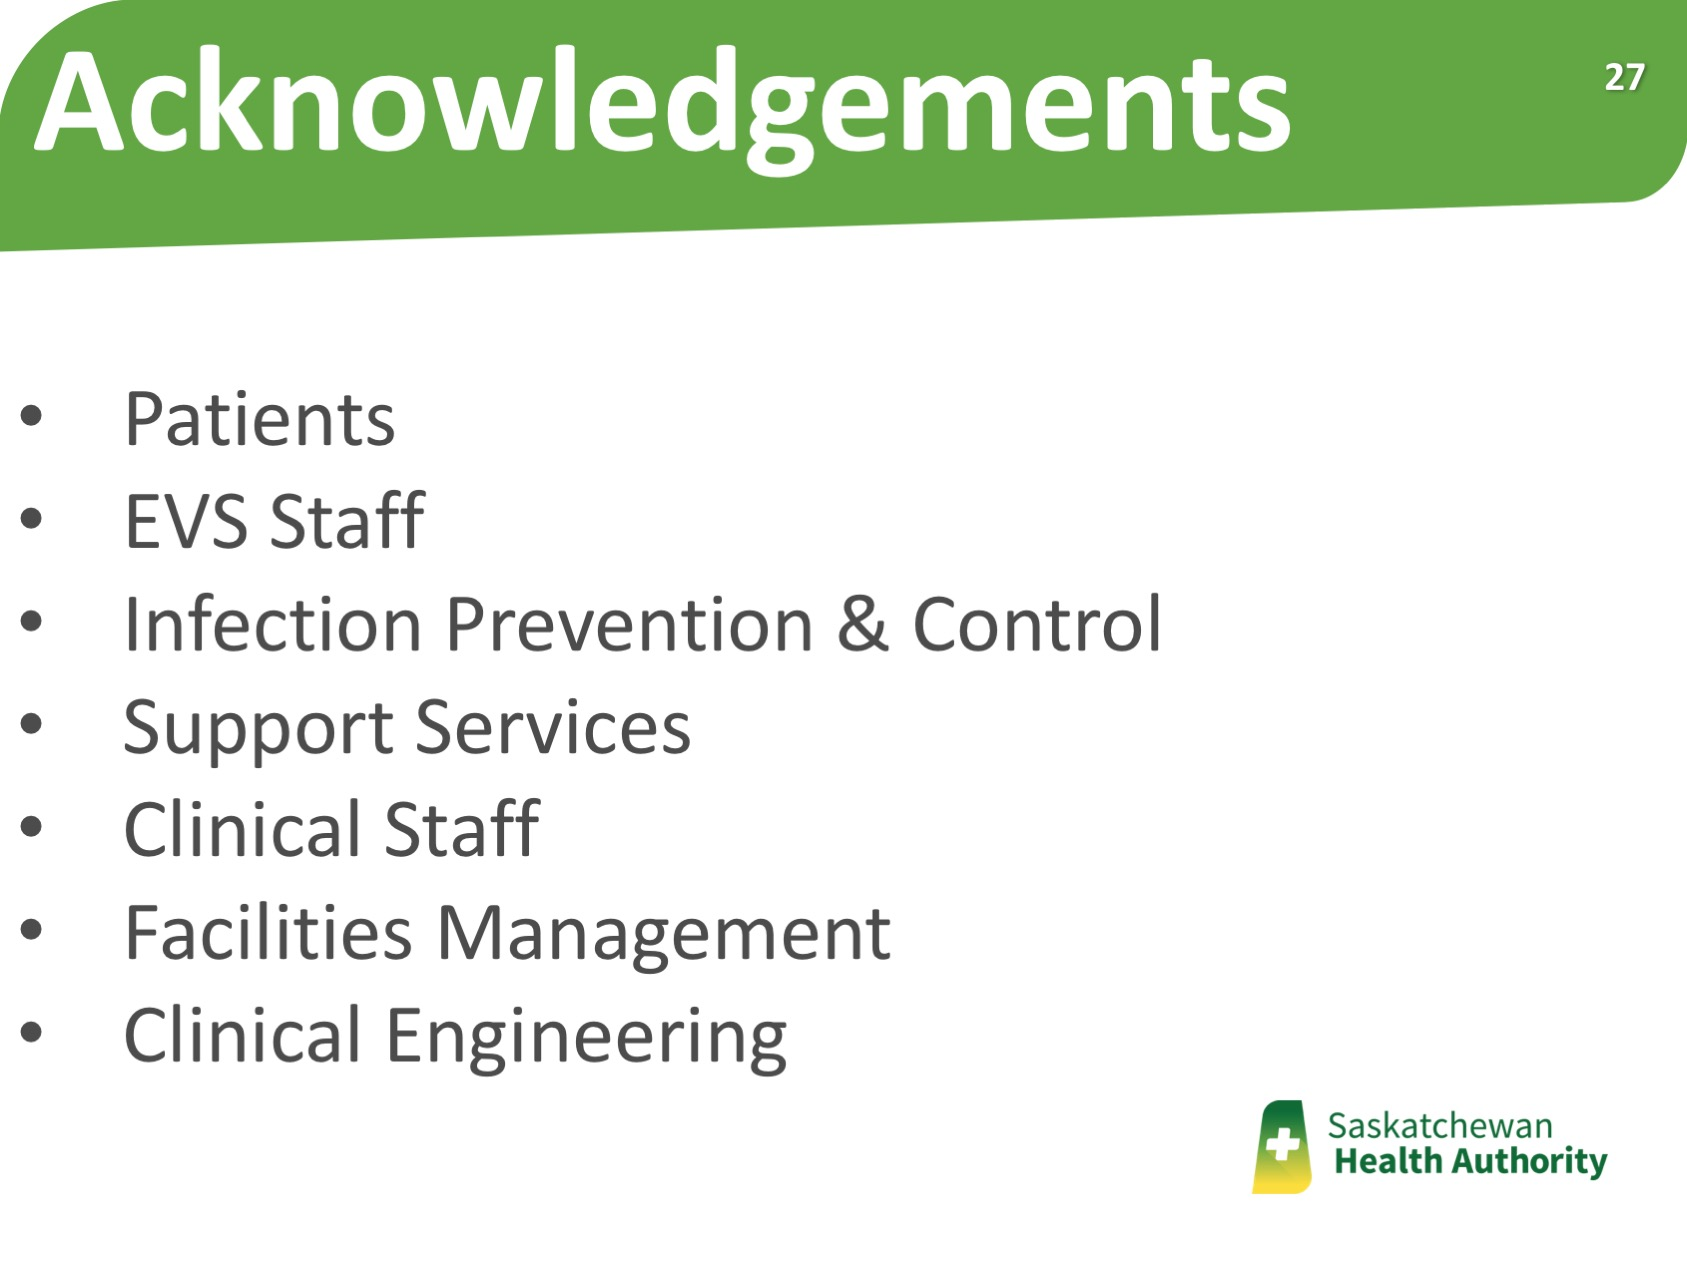 Acknowledgements
27
• Patients
• EVS Staff
• Infection Prevention & Control
• Support Services
• Clinical Staff
• Facilities Management
• Clinical Engineering
Saskatchewan
Health Authority